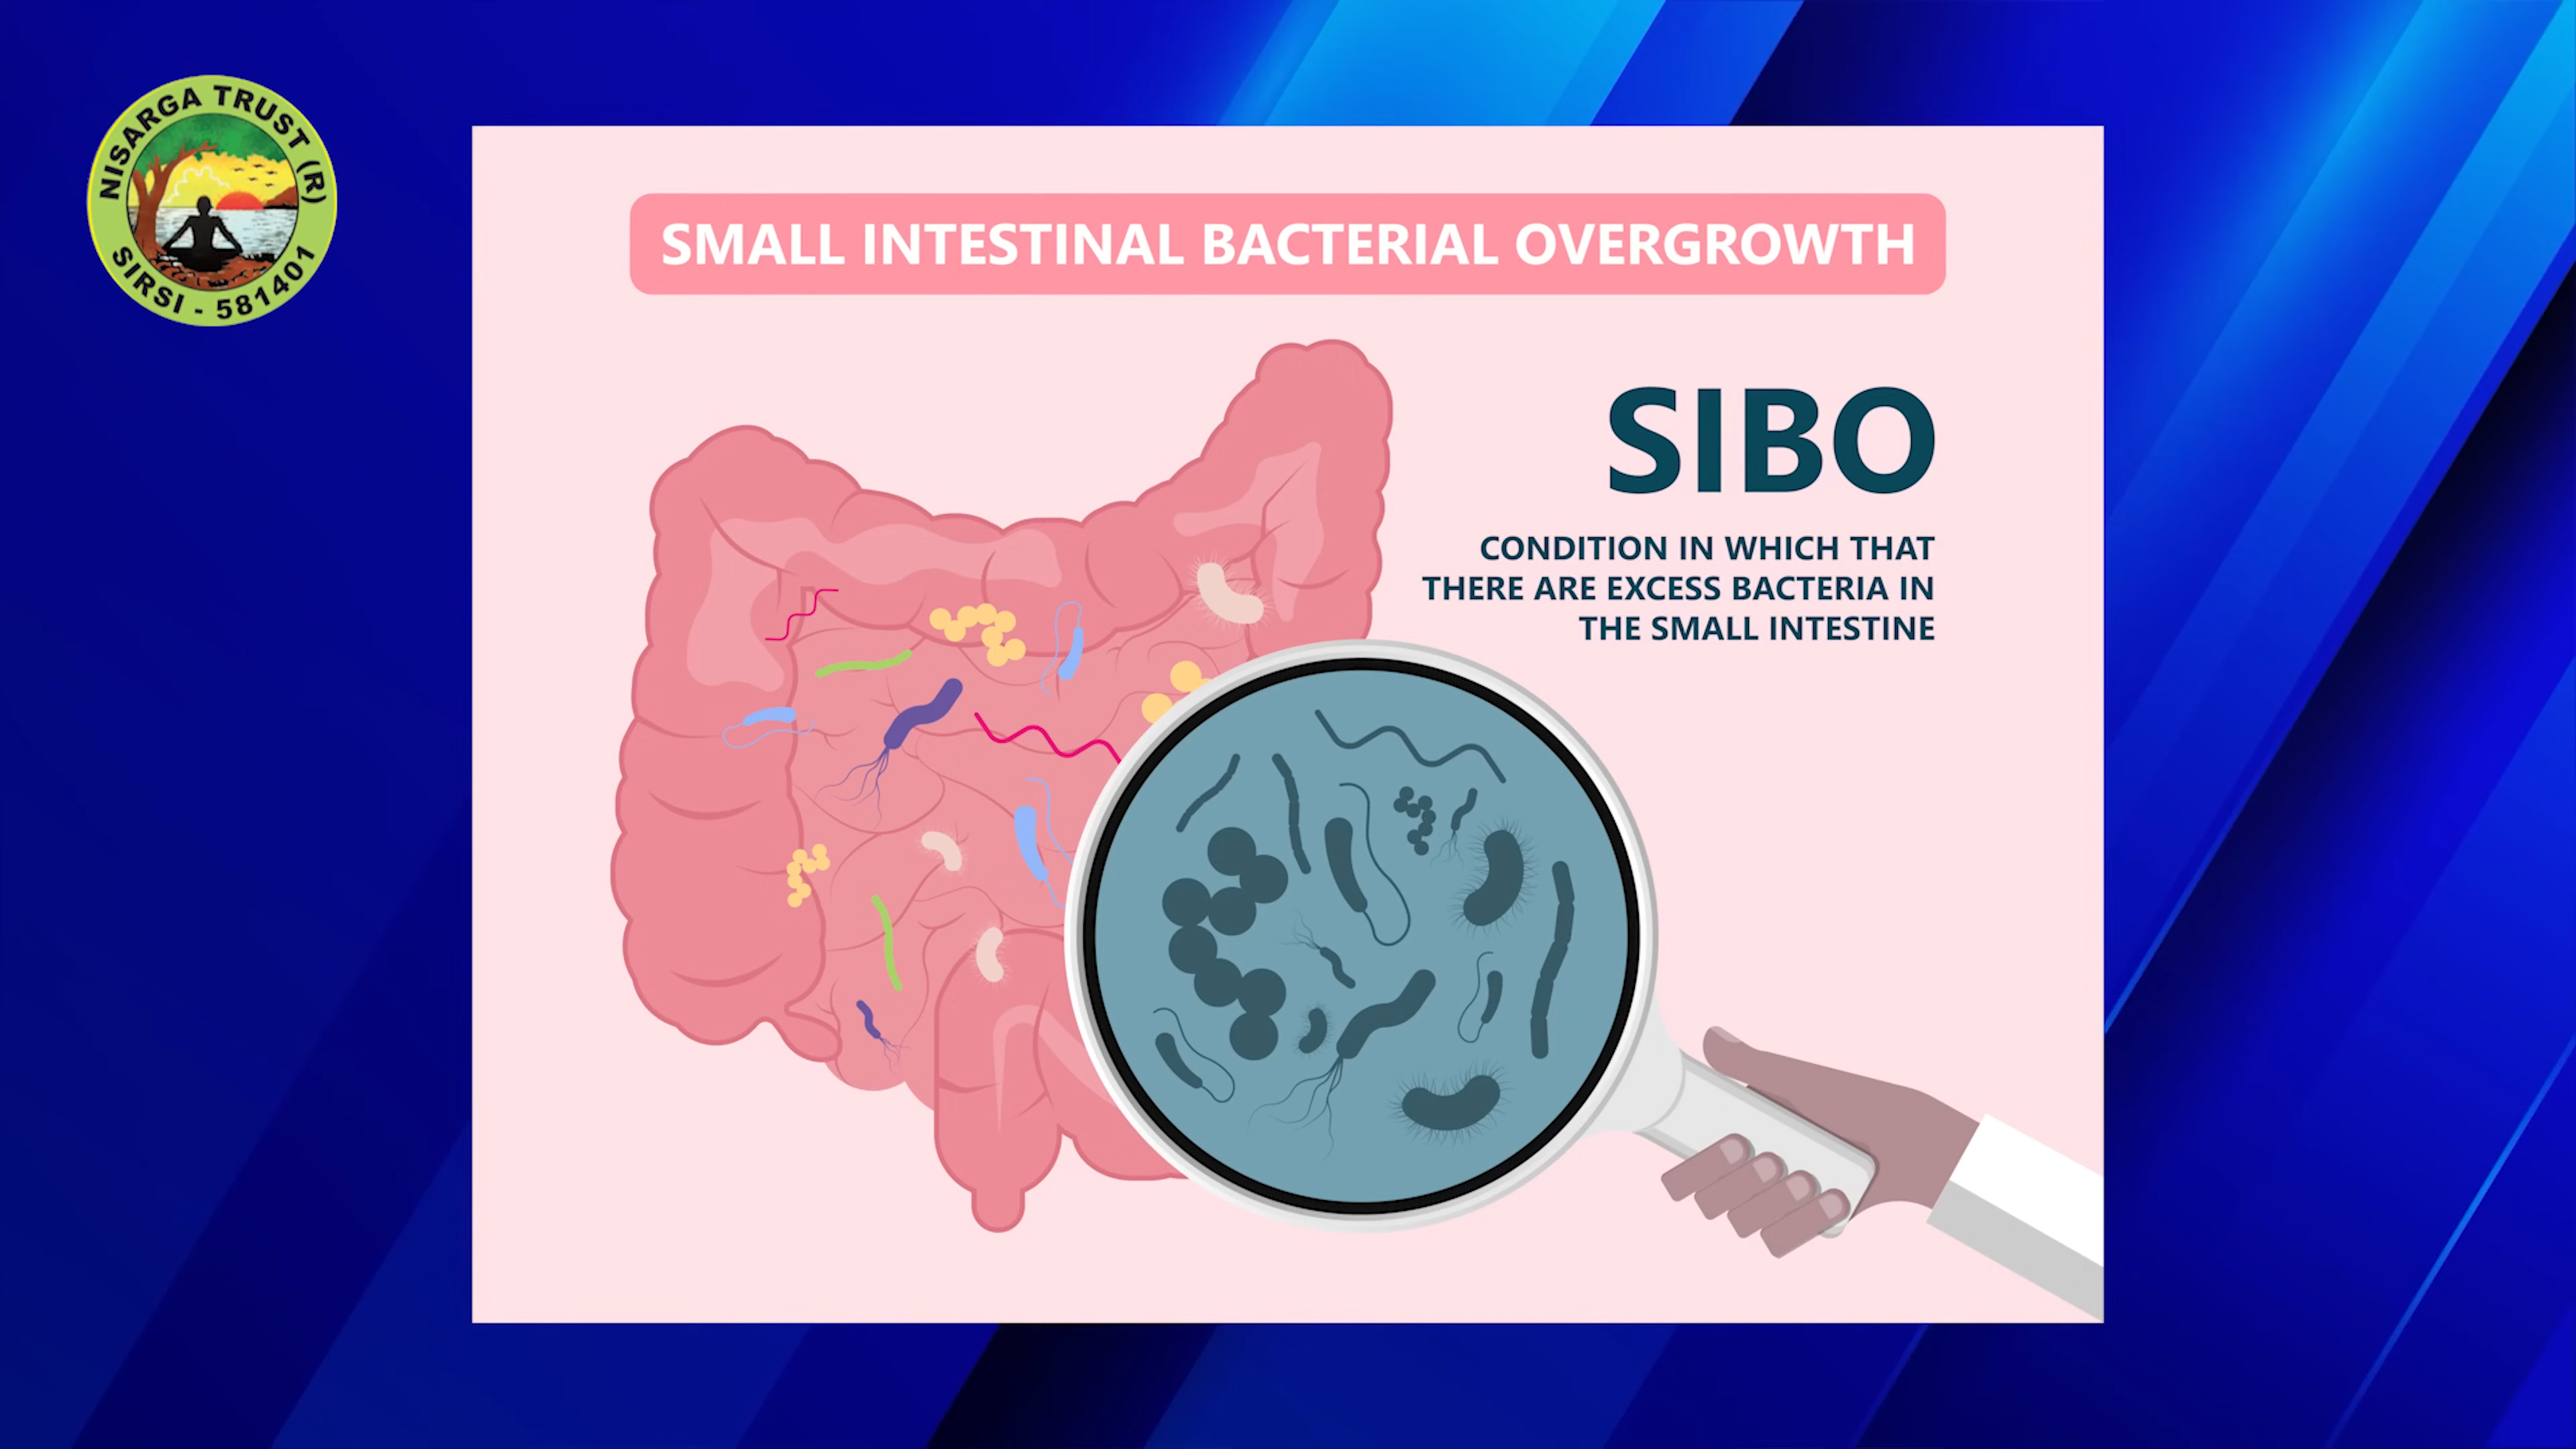 NISARGA TRUST (R)
SIRSI - 581401
SMALL INTESTINAL BACTERIAL OVERGROWTH
SIBO
CONDITION IN WHICH THAT
THERE ARE EXCESS BACTERIA IN
THE SMALL INTESTINE